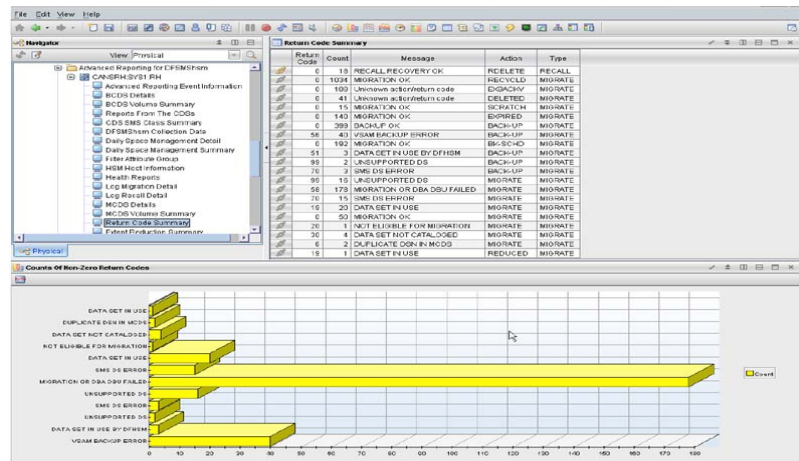 File Edit View Help
Navigator
View: Physical
Advanced Reporting for DFSMShsm
CANSRH:SYS1:RH
Advanced Reporting Event Information
BCDS Details
BCDS Volume Summary
Reports From The CDSs
CDS SMS Class Summary
DFSMShsm Collection Data
Daily Space Management Detail
Daily Space Management Summary
Filter Attribute Group
HSM Host Information
Health Reports
Log Migration Detail
Log Recall Detail
MCDS Details
MCDS Volume Summary
Return Code Summary
Extent Reduction Summary
Physical
Return Code Summary
Return Code Count Message Action Type
0 18 RECALL RECOVERY OK RDELETE RECALL
0 1034 MIGRATION OK RECYCLD MIGRATE
0 Unknown action/return code EXBACKV MIGRATE
0 41 Unknown action/return code DELETED MIGRATE
0 15 MIGRATION OK SCRATCH MIGRATE
0 140 MIGRATION OK EXPIRED MIGRATE
0 399 BACKUP OK BACK-UP MIGRATE
58 40 VSAM BACKUP ERROR BACK-UP MIGRATE
0 192 MIGRATION OK BK-SCHD MIGRATE
51 3 DATA SET IN USE BY DFHSM BACK-UP MIGRATE
99 2 UNSUPPORTED DS BACK-UP MIGRATE
70 3 SMS DS ERROR BACK-UP MIGRATE
99 16 UNSUPPORTED DS MIGRATE MIGRATE
58 178 MIGRATION OR DBA DBU FAILED MIGRATE MIGRATE
70 15 SMS DS ERROR MIGRATE MIGRATE
19 20 DATA SET IN USE MIGRATE MIGRATE
0 50 MIGRATION OK MIGRATE MIGRATE
20 1 NOT ELIGIBLE FOR MIGRATION MIGRATE MIGRATE
30 4 DATA SET NOT CATALOGED MIGRATE MIGRATE
6 2 DUPLICATE DSN IN MCDS MIGRATE MIGRATE
19 1 DATA SET IN USE REDUCED MIGRATE
Counts Of Non-Zero Return Codes
DATA SET IN USE
DUPLICATE DSN IN MCDS
DATA SET NOT CATALOGED
NOT ELIGIBLE FOR MIGRATION
DATA SET IN USE
SMS DS ERROR
MIGRATION OR DBA DBU FAILED
UNSUPPORTED DS
SMS DS ERROR
UNSUPPORTED DS
DATA SET IN USE BY DFHSM
VSAM BACKUP ERROR
0 10 20 30 40 50 60 70 80 90 100 110 120 130 140 150 160 170 180
Count